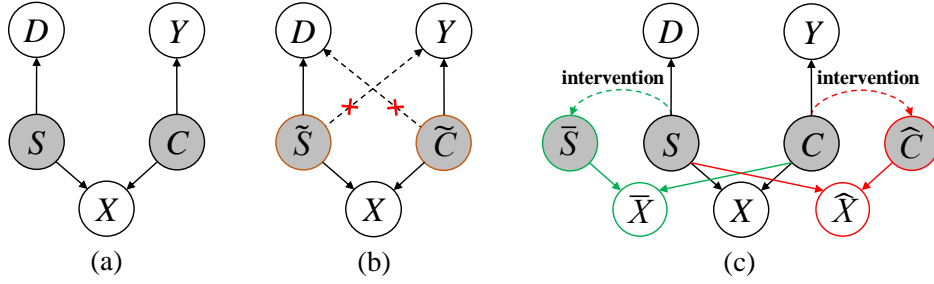 D Y D Y D Y
intervention intervention
S C S̃ C̃ S̄ S C Ĉ
X X X̄ X X̂
(a) (b) (c)